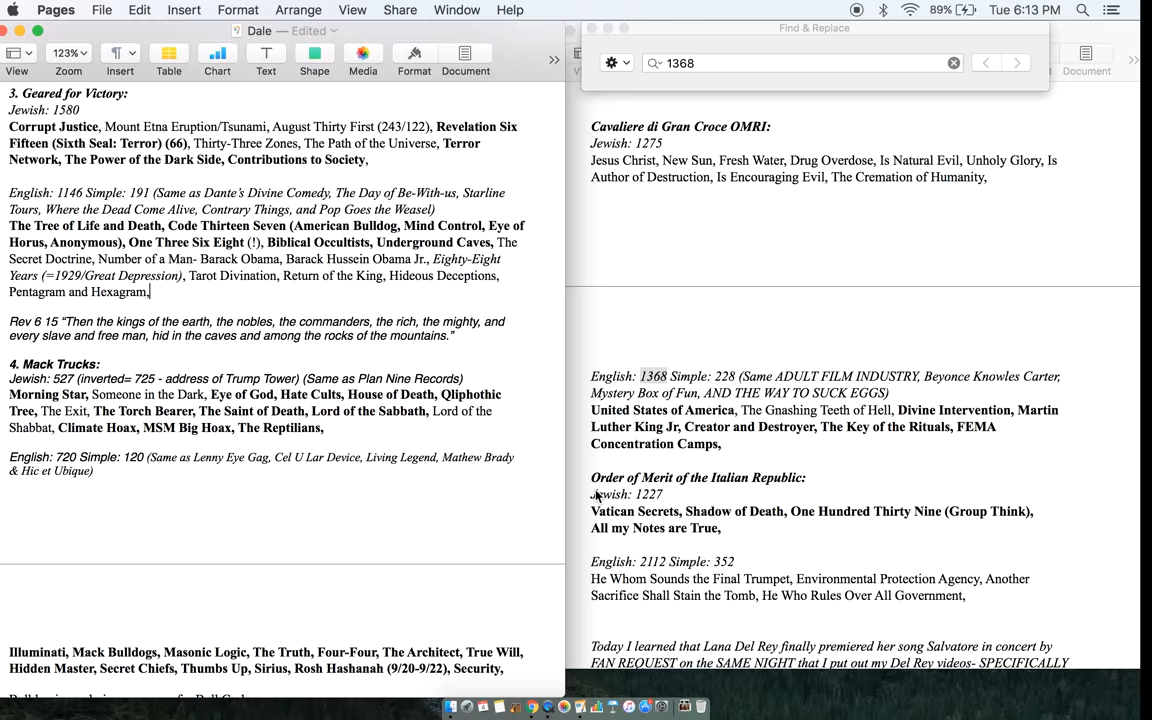 Pages File Edit Insert Format Arrange View Share Window Help 89% Tue 6:13 PM
Dale — Edited
Find & Replace
123%
View Zoom Insert Table Chart Text Shape Media Format Document
1368
Document
3. Geared for Victory:
Jewish: 1580
Corrupt Justice, Mount Etna Eruption/Tsunami, August Thirty First (243/122), Revelation Six
Fifteen (Sixth Seal: Terror) (66), Thirty-Three Zones, The Path of the Universe, Terror
Network, The Power of the Dark Side, Contributions to Society,
English: 1146 Simple: 191 (Same as Dante's Divine Comedy, The Day of Be-With-us, Starline
Tours, Where the Dead Come Alive, Contrary Things, and Pop Goes the Weasel)
The Tree of Life and Death, Code Thirteen Seven (American Bulldog, Mind Control, Eye of
Horus, Anonymous), One Three Six Eight (!), Biblical Occultists, Underground Caves, The
Secret Doctrine, Number of a Man- Barack Obama, Barack Hussein Obama Jr., Eighty-Eight
Years (=1929/Great Depression), Tarot Divination, Return of the King, Hideous Deceptions,
Pentagram and Hexagram,
Rev 6 15 “Then the kings of the earth, the nobles, the commanders, the rich, the mighty, and
every slave and free man, hid in the caves and among the rocks of the mountains.”
4. Mack Trucks:
Jewish: 527 (inverted= 725 - address of Trump Tower) (Same as Plan Nine Records)
Morning Star, Someone in the Dark, Eye of God, Hate Cults, House of Death, Qliphothic
Tree, The Exit, The Torch Bearer, The Saint of Death, Lord of the Sabbath, Lord of the
Shabbat, Climate Hoax, MSM Big Hoax, The Reptilians,
English: 720 Simple: 120 (Same as Lenny Eye Gag, Cel U Lar Device, Living Legend, Mathew Brady
& Hic et Ubique)
Illuminati, Mack Bulldogs, Masonic Logic, The Truth, Four-Four, The Architect, True Will,
Hidden Master, Secret Chiefs, Thumbs Up, Sirius, Rosh Hashanah (9/20-9/22), Security,
Cavaliere di Gran Croce OMRI:
Jewish: 1275
Jesus Christ, New Sun, Fresh Water, Drug Overdose, Is Natural Evil, Unholy Glory, Is
Author of Destruction, Is Encouraging Evil, The Cremation of Humanity,
English: 1368 Simple: 228 (Same ADULT FILM INDUSTRY, Beyonce Knowles Carter,
Mystery Box of Fun, AND THE WAY TO SUCK EGGS)
United States of America, The Gnashing Teeth of Hell, Divine Intervention, Martin
Luther King Jr, Creator and Destroyer, The Key of the Rituals, FEMA
Concentration Camps,
Order of Merit of the Italian Republic:
Jewish: 1227
Vatican Secrets, Shadow of Death, One Hundred Thirty Nine (Group Think),
All my Notes are True,
English: 2112 Simple: 352
He Whom Sounds the Final Trumpet, Environmental Protection Agency, Another
Sacrifice Shall Stain the Tomb, He Who Rules Over All Government,
Today I learned that Lana Del Rey finally premiered her song Salvatore in concert by
FAN REQUEST on the SAME NIGHT that I put out my Del Rey videos- SPECIFICALLY